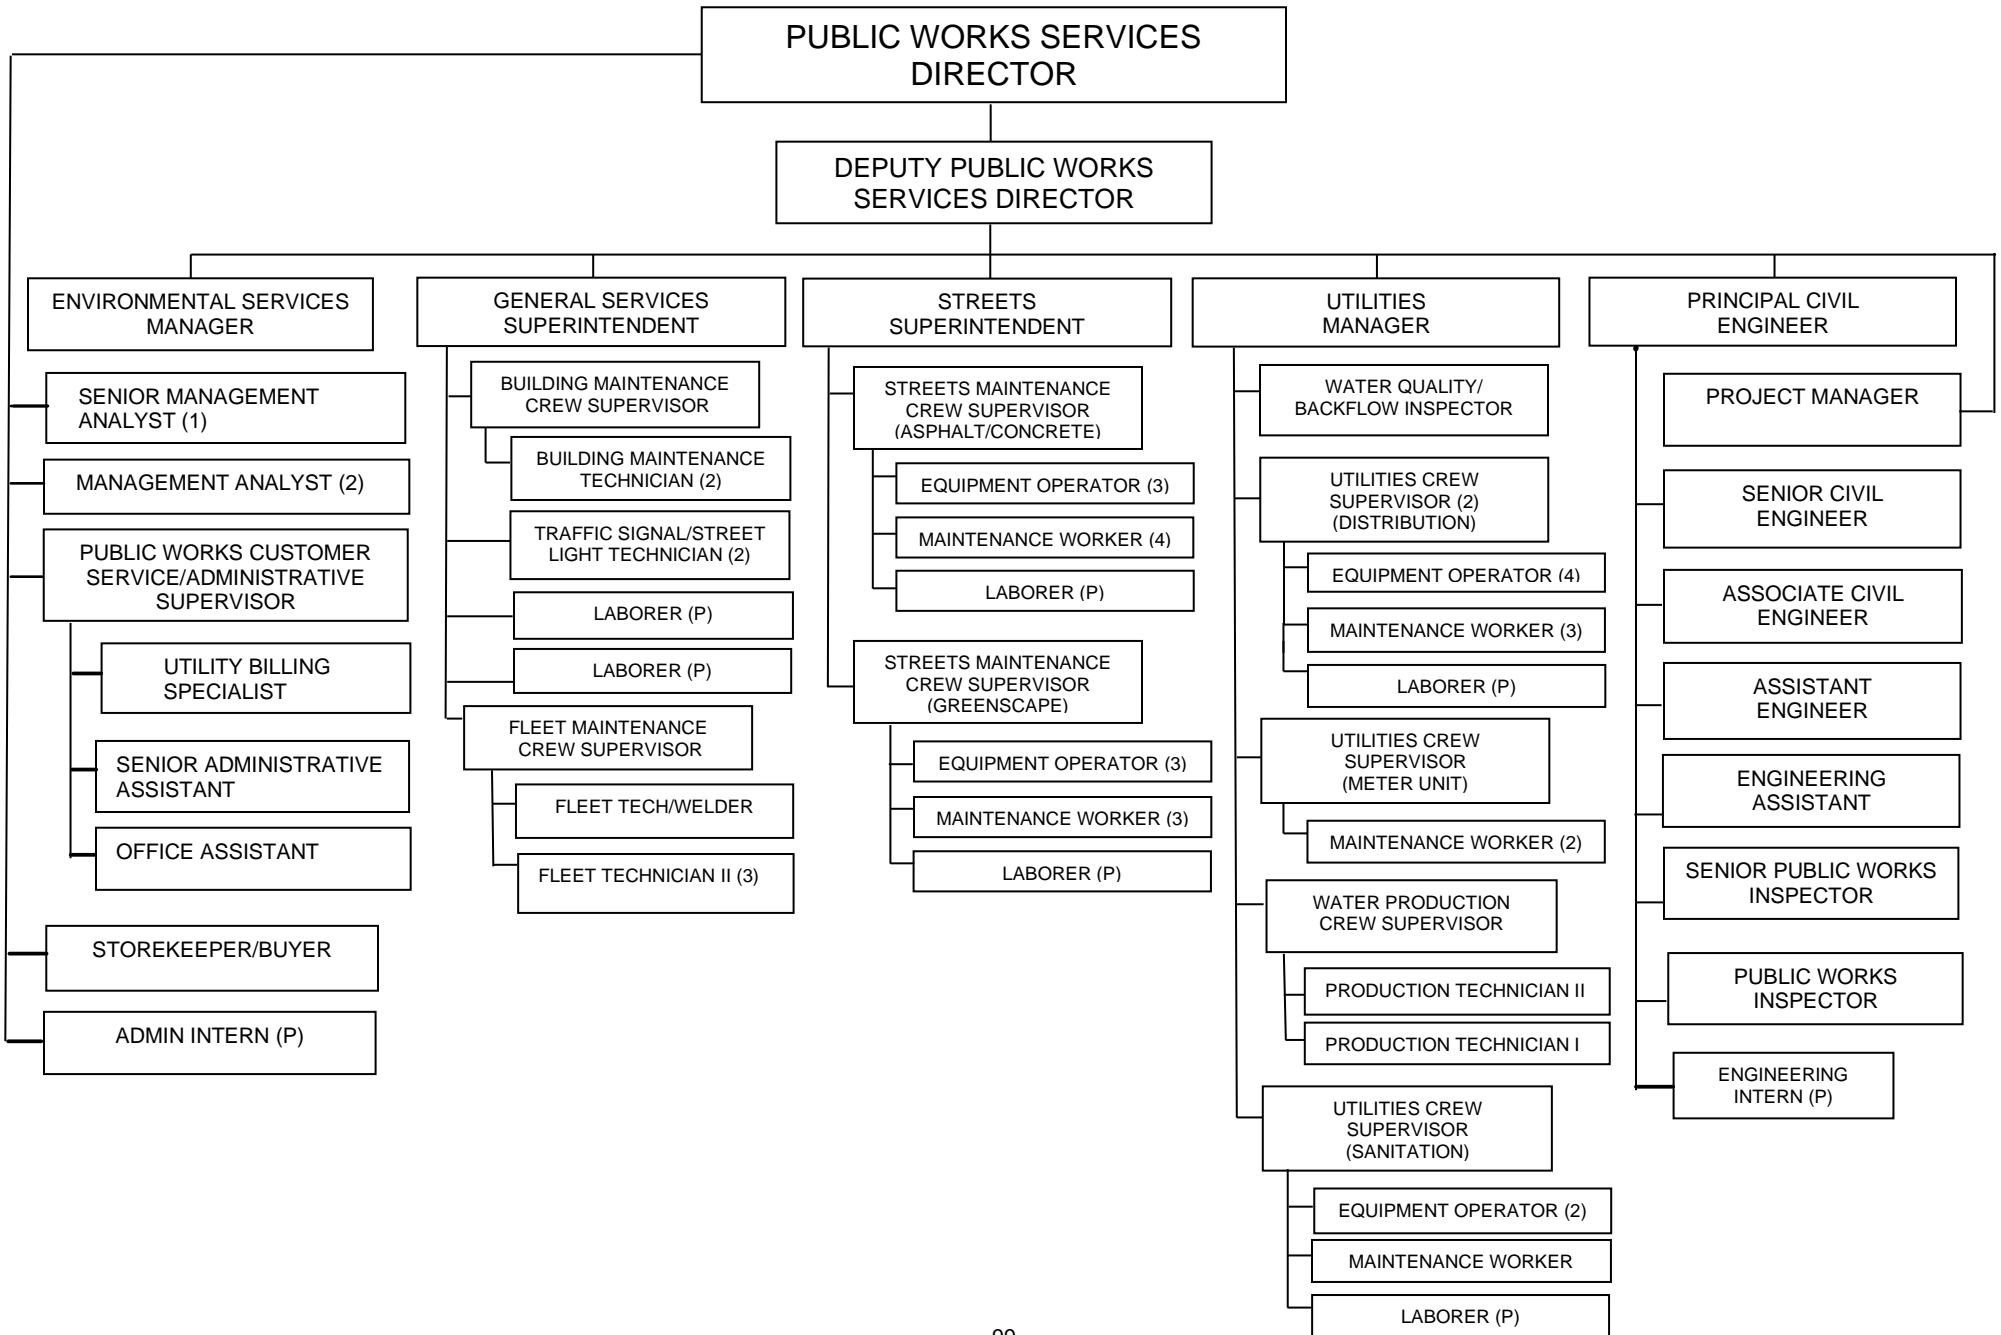 PUBLIC WORKS SERVICES
DIRECTOR
DEPUTY PUBLIC WORKS
SERVICES DIRECTOR
ENVIRONMENTAL SERVICES
MANAGER
SENIOR MANAGEMENT
ANALYST (1)
MANAGEMENT ANALYST (2)
PUBLIC WORKS CUSTOMER
SERVICE/ADMINISTRATIVE
SUPERVISOR
UTILITY BILLING
SPECIALIST
SENIOR ADMINISTRATIVE
ASSISTANT
OFFICE ASSISTANT
STOREKEEPER/BUYER
ADMIN INTERN (P)
GENERAL SERVICES
SUPERINTENDENT
BUILDING MAINTENANCE
CREW SUPERVISOR
BUILDING MAINTENANCE
TECHNICIAN (2)
TRAFFIC SIGNAL/STREET
LIGHT TECHNICIAN (2)
LABORER (P)
LABORER (P)
FLEET MAINTENANCE
CREW SUPERVISOR
FLEET TECH/WELDER
FLEET TECHNICIAN II (3)
STREETS
SUPERINTENDENT
STREETS MAINTENANCE
CREW SUPERVISOR
(ASPHALT/CONCRETE)
EQUIPMENT OPERATOR (3)
MAINTENANCE WORKER (4)
LABORER (P)
STREETS MAINTENANCE
CREW SUPERVISOR
(GREENSCAPE)
EQUIPMENT OPERATOR (3)
MAINTENANCE WORKER (3)
LABORER (P)
UTILITIES
MANAGER
WATER QUALITY/
BACKFLOW INSPECTOR
UTILITIES CREW
SUPERVISOR (2)
(DISTRIBUTION)
EQUIPMENT OPERATOR (4)
MAINTENANCE WORKER (3)
LABORER (P)
UTILITIES CREW
SUPERVISOR
(METER UNIT)
MAINTENANCE WORKER (2)
WATER PRODUCTION
CREW SUPERVISOR
PRODUCTION TECHNICIAN II
PRODUCTION TECHNICIAN I
UTILITIES CREW
SUPERVISOR
(SANITATION)
EQUIPMENT OPERATOR (2)
MAINTENANCE WORKER
LABORER (P)
PRINCIPAL CIVIL
ENGINEER
PROJECT MANAGER
SENIOR CIVIL
ENGINEER
ASSOCIATE CIVIL
ENGINEER
ASSISTANT
ENGINEER
ENGINEERING
ASSISTANT
SENIOR PUBLIC WORKS
INSPECTOR
PUBLIC WORKS
INSPECTOR
ENGINEERING
INTERN (P)